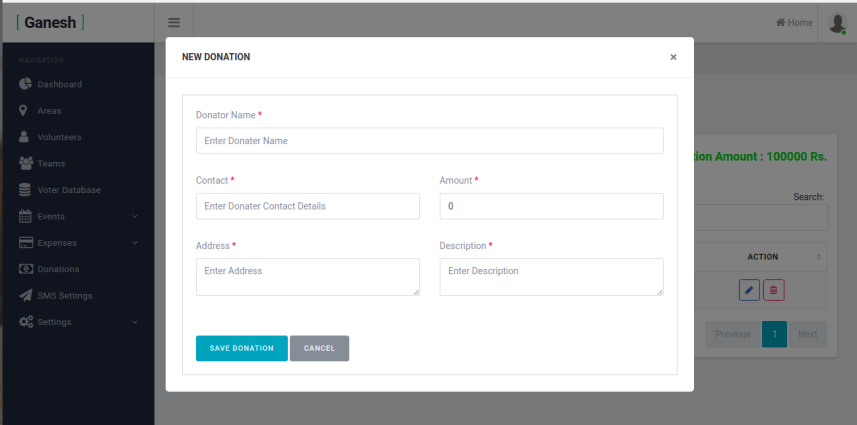 [ Ganesh ]
Home
NAVIGATION
Dashboard
Areas
Volunteers
Teams
Voter Database
Events
Expenses
Donations
SMS Settings
Settings
NEW DONATION
×
Donator Name *
Enter Donater Name
Contact *
Amount *
Enter Donater Contact Details
0
Address *
Description *
Enter Address
Enter Description
SAVE DONATION
CANCEL
Amount : 100000 Rs.
Search:
ACTION
Previous
1
Next